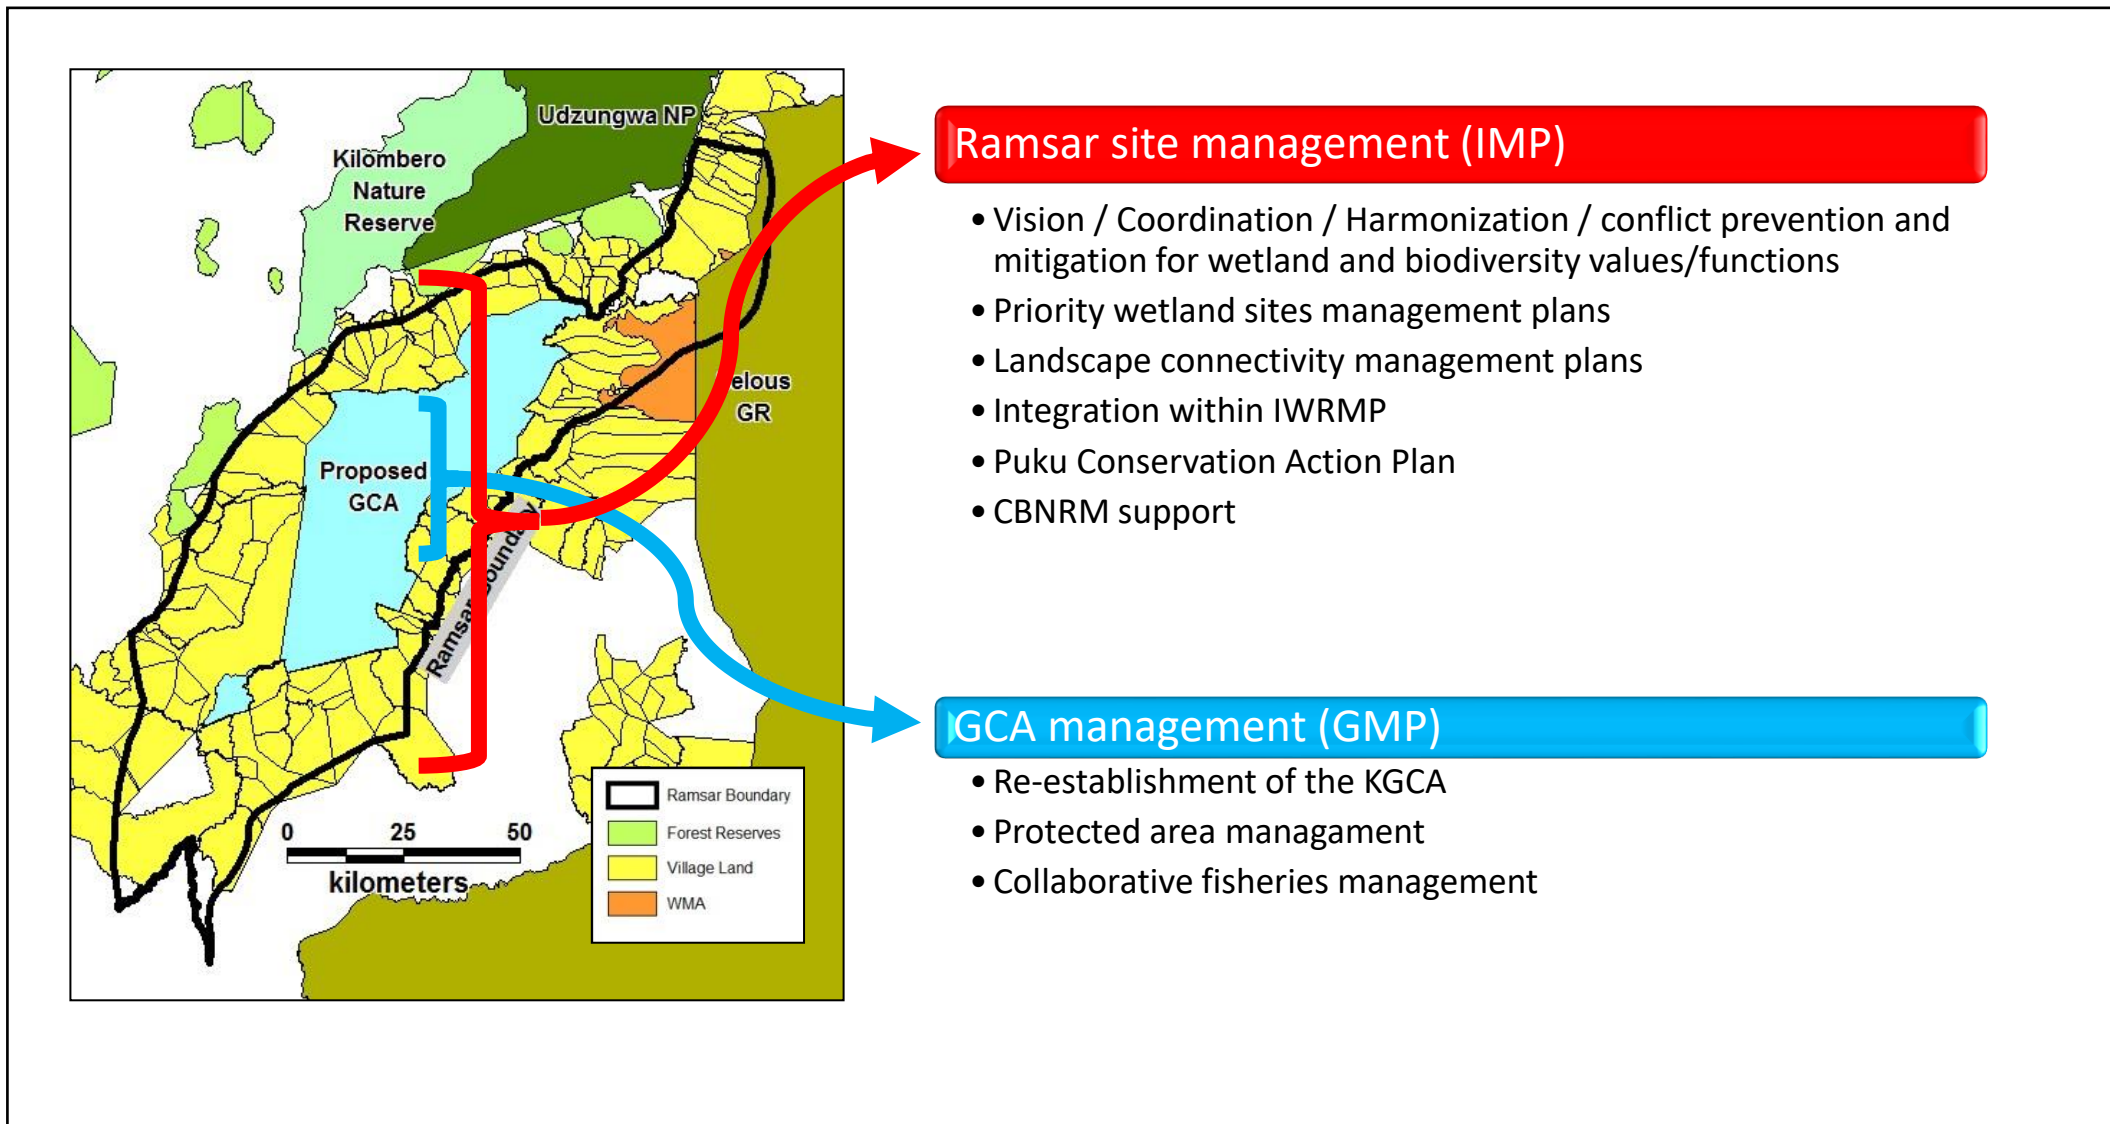 Udzungwa NP
Kilombero
Nature
Reserve
elous
GR
Proposed
GCA
Ramsar Boundary
0 25 50
kilometers
Ramsar Boundary
Forest Reserves
Village Land
WMA
Ramsar site management (IMP)
• Vision / Coordination / Harmonization / conflict prevention and
mitigation for wetland and biodiversity values/functions
• Priority wetland sites management plans
• Landscape connectivity management plans
• Integration within IWRMP
• Puku Conservation Action Plan
• CBNRM support
GCA management (GMP)
• Re-establishment of the KGCA
• Protected area managament
• Collaborative fisheries management